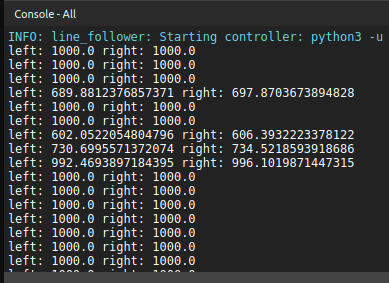 Console - All
INFO: line_follower: Starting controller: python3 -u
left: 1000.0 right: 1000.0
left: 1000.0 right: 1000.0
left: 1000.0 right: 1000.0
left: 689.8812376857371 right: 697.8703673894828
left: 1000.0 right: 1000.0
left: 1000.0 right: 1000.0
left: 602.0522054804796 right: 606.3932223378122
left: 730.6995571372074 right: 734.5218593918686
left: 992.4693897184395 right: 996.1019871447315
left: 1000.0 right: 1000.0
left: 1000.0 right: 1000.0
left: 1000.0 right: 1000.0
left: 1000.0 right: 1000.0
left: 1000.0 right: 1000.0
left: 1000.0 right: 1000.0
left: 1000.0 right: 1000.0
left: 1000.0 right: 1000.0